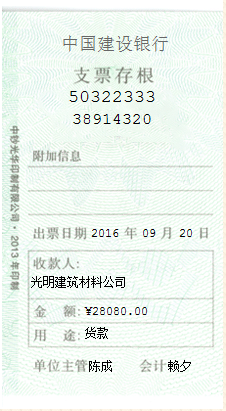 中国建设银行
支票存根
50322333
38914320
附加信息
出票日期 2016 年 09 月 20 日
收款人:
光明建筑材料公司
金 额: ¥28080.00
用 途: 货款
单位主管 陈成 会计 赖夕
中钞光华印制有限公司·2013年印制